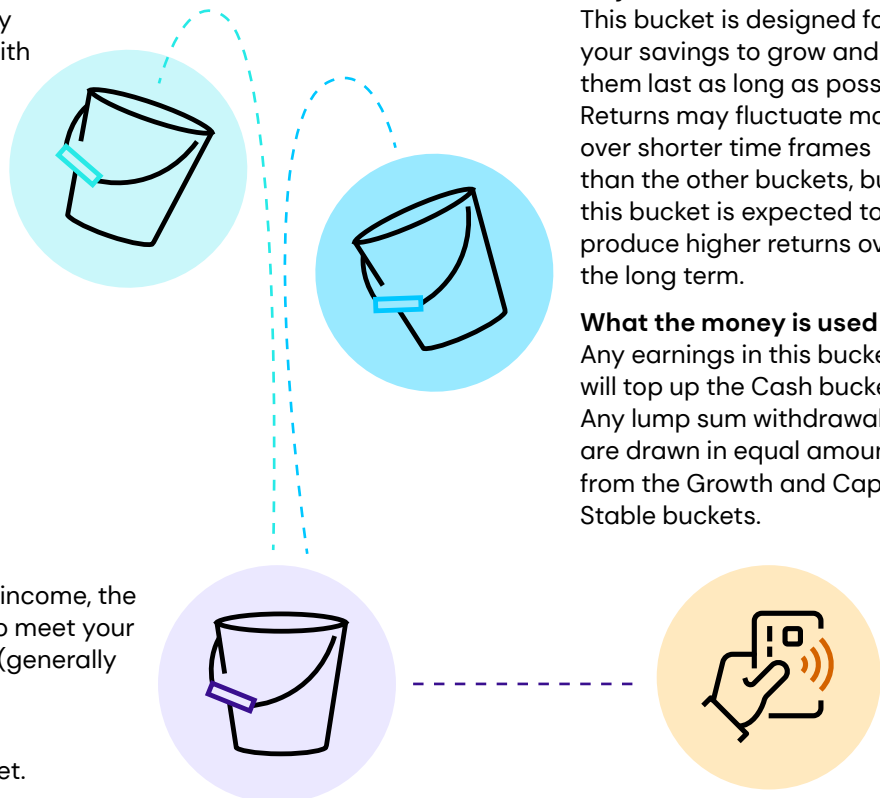 y
ith
This bucket is designed fo
your savings to grow and
them last as long as poss
Returns may fluctuate mo
over shorter time frames
than the other buckets, bu
this bucket is expected to
produce higher returns ov
the long term.
What the money is used
Any earnings in this bucke
will top up the Cash bucke
Any lump sum withdrawal
are drawn in equal amoun
from the Growth and Cap
Stable buckets.
income, the
o meet your
(generally
et.